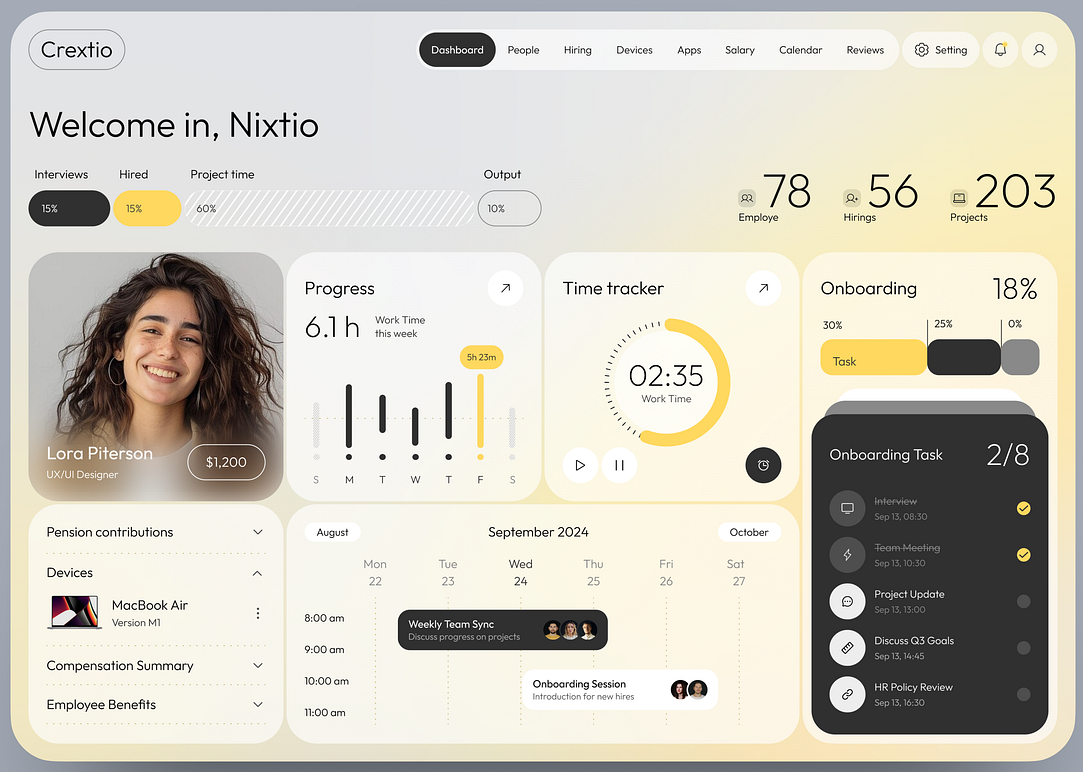 Crextio
Dashboard
People
Hiring
Devices
Apps
Salary
Calendar
Reviews
Setting
Welcome in, Nixtio
Interviews
Hired
Project time
Output
15%
15%
60%
10%
78
Employe
56
Hirings
203
Projects
Lora Piterson
UX/UI Designer
$1,200
Progress
6.1 h
Work Time
this week
5h 23m
S M T W T F S
Time tracker
02:35
Work Time
Onboarding
18%
30%
25%
0%
Task
Onboarding Task
2/8
Interview
Sep 13, 08:30
Team Meeting
Sep 13, 10:30
Project Update
Sep 13, 13:00
Discuss Q3 Goals
Sep 13, 14:45
HR Policy Review
Sep 13, 16:30
Pension contributions
Devices
MacBook Air
Version M1
Compensation Summary
Employee Benefits
August
September 2024
October
Mon Tue Wed Thu Fri Sat
22 23 24 25 26 27
8:00 am
9:00 am
10:00 am
11:00 am
Weekly Team Sync
Discuss progress on projects
Onboarding Session
Introduction for new hires